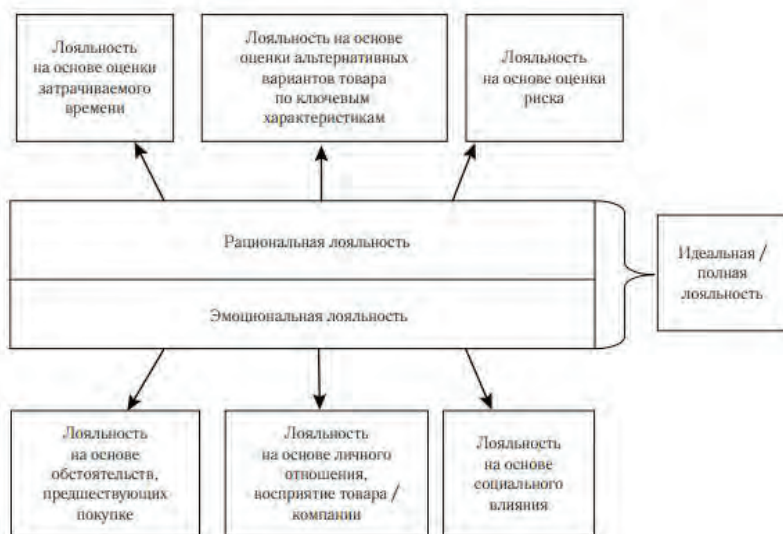 Лояльность
на основе оценки
затрачиваемого
времени
Лояльность на основе
оценки альтернативных
вариантов товара
по ключевым
характеристикам
Лояльность
на основе оценки
риска
Рациональная лояльность
Эмоциональная лояльность
Идеальная /
полная
лояльность
Лояльность
на основе
обстоятельств,
предшествующих
покупке
Лояльность
на основе личного
отношения,
восприятие товара /
компании
Лояльность
на основе
социального
влияния